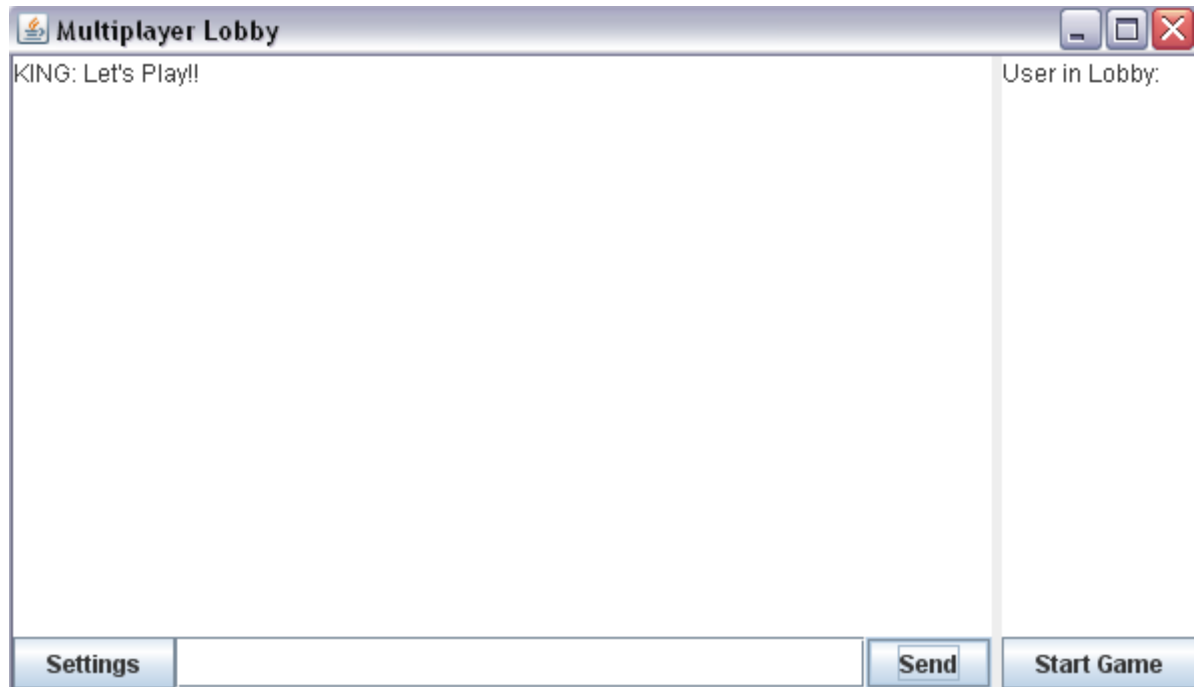 Multiplayer Lobby
KING: Let's Play!!
User in Lobby:
Settings
Send
Start Game